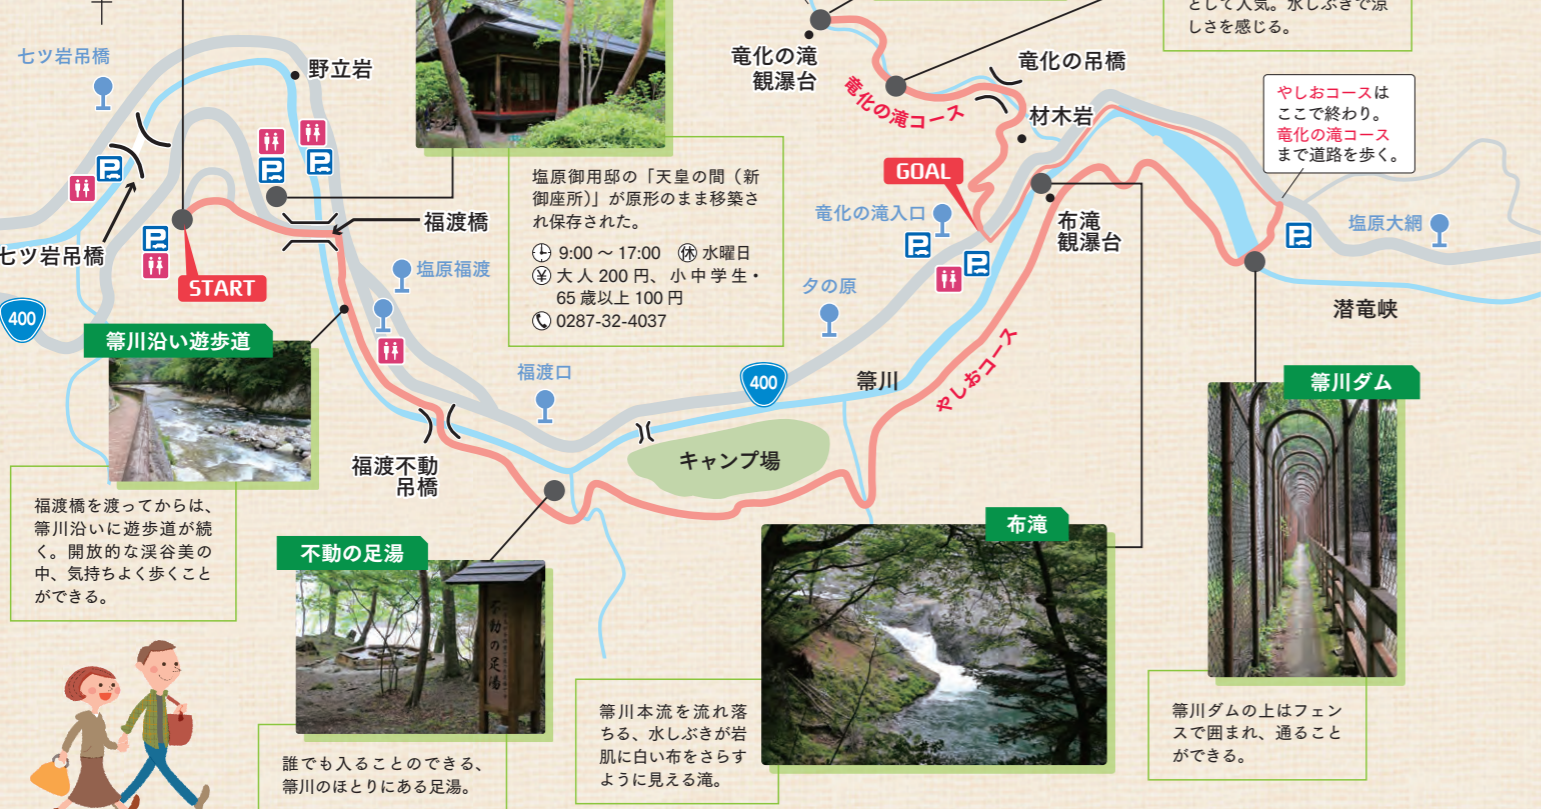 として人気。水しぶきで涼
しさを感じる。
七ツ岩吊橋
野立岩
竜化の滝
観瀑台
竜化の吊橋
竜化の滝コース
材木岩
やしおコースは
ここで終わり。
竜化の滝コース
まで道路を歩く。
塩原御用邸の「天皇の間（新
御座所）」が原形のまま移築さ
れ保存された。
9:00 〜 17:00 休 水曜日
¥ 大人 200 円、小中学生・
65 歳以上 100 円
0287-32-4037
GOAL
竜化の滝入口
布滝
観瀑台
塩原大網
七ツ岩吊橋
福渡橋
塩原福渡
START
夕の原
潜竜峡
400
箒川沿い遊歩道
福渡口
400
箒川
やしおコース
箒川ダム
福渡不動
吊橋
キャンプ場
福渡橋を渡ってからは、
箒川沿いに遊歩道が続
く。開放的な渓谷美の
中、気持ちよく歩くこと
ができる。
不動の足湯
不動の足湯
布滝
誰でも入ることのできる、
箒川のほとりにある足湯。
箒川本流を流れ落
ちる、水しぶきが岩
肌に白い布をさらす
ように見える滝。
箒川ダムの上はフェン
スで囲まれ、通ること
ができる。
P
P
P
P
P
P
P